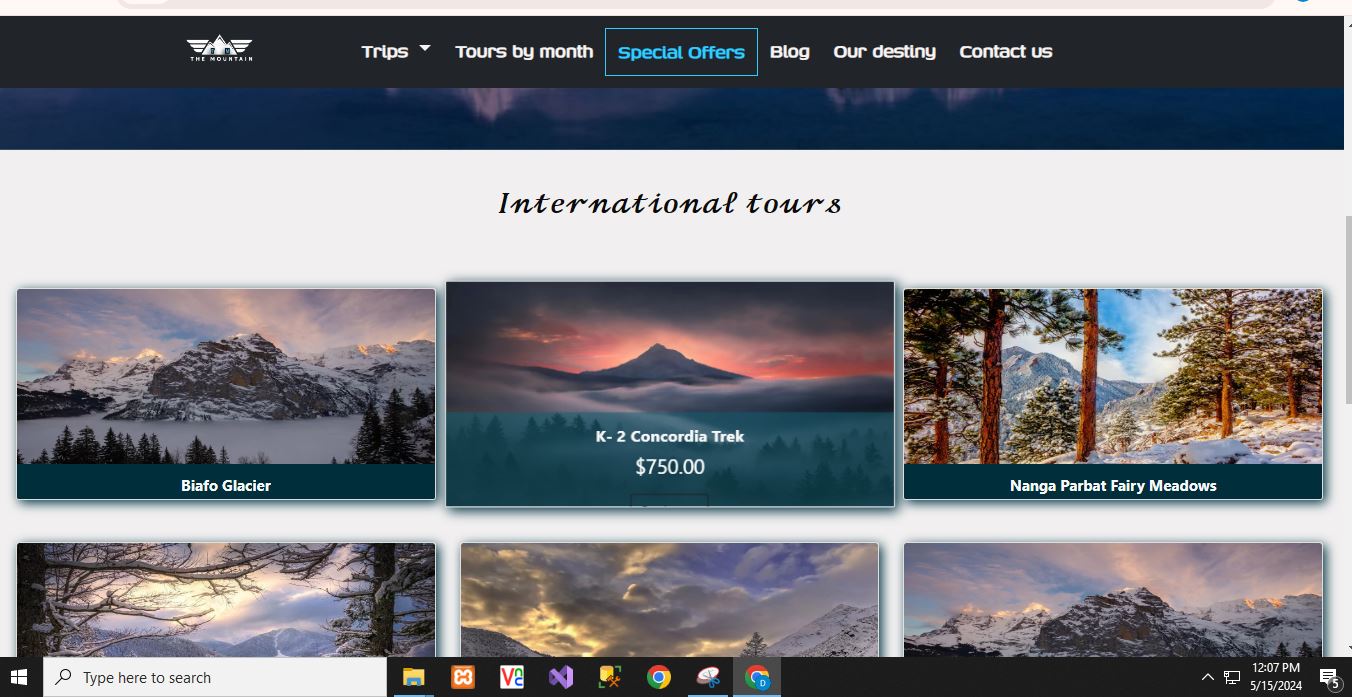 THE MOUNTAIN
Trips
Tours by month
Special Offers
Blog
Our destiny
Contact us
International tours
Biafo Glacier
K- 2 Concordia Trek
$750.00
Nanga Parbat Fairy Meadows
Type here to search
12:07 PM
5/15/2024
5